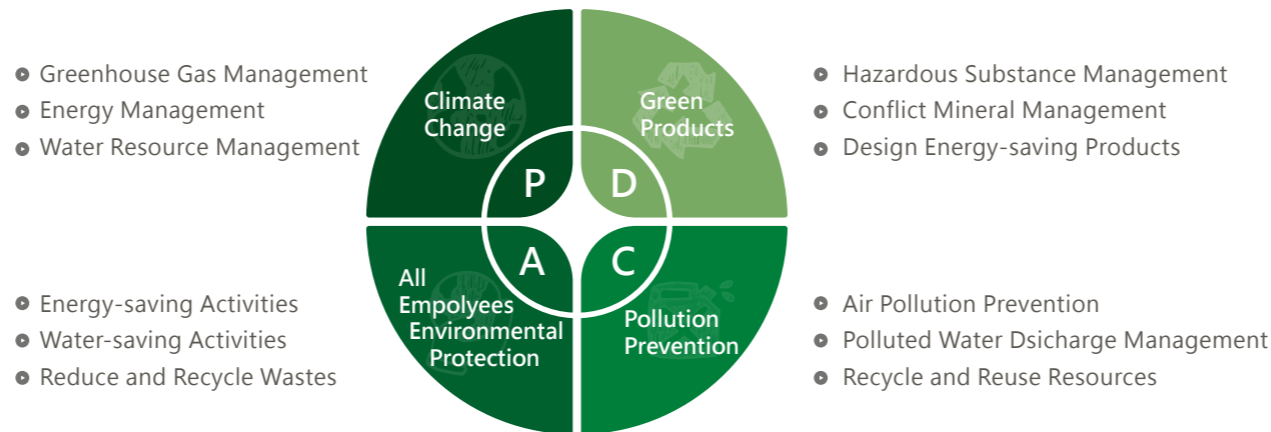 Greenhouse Gas Management
Energy Management
Water Resource Management
Climate
Change
P
Green
Products
D
Hazardous Substance Management
Conflict Mineral Management
Design Energy-saving Products
Energy-saving Activities
Water-saving Activities
Reduce and Recycle Wastes
A
All
Empolyees
Environmental
Protection
C
Pollution
Prevention
Air Pollution Prevention
Polluted Water Dsicharge Management
Recycle and Reuse Resources